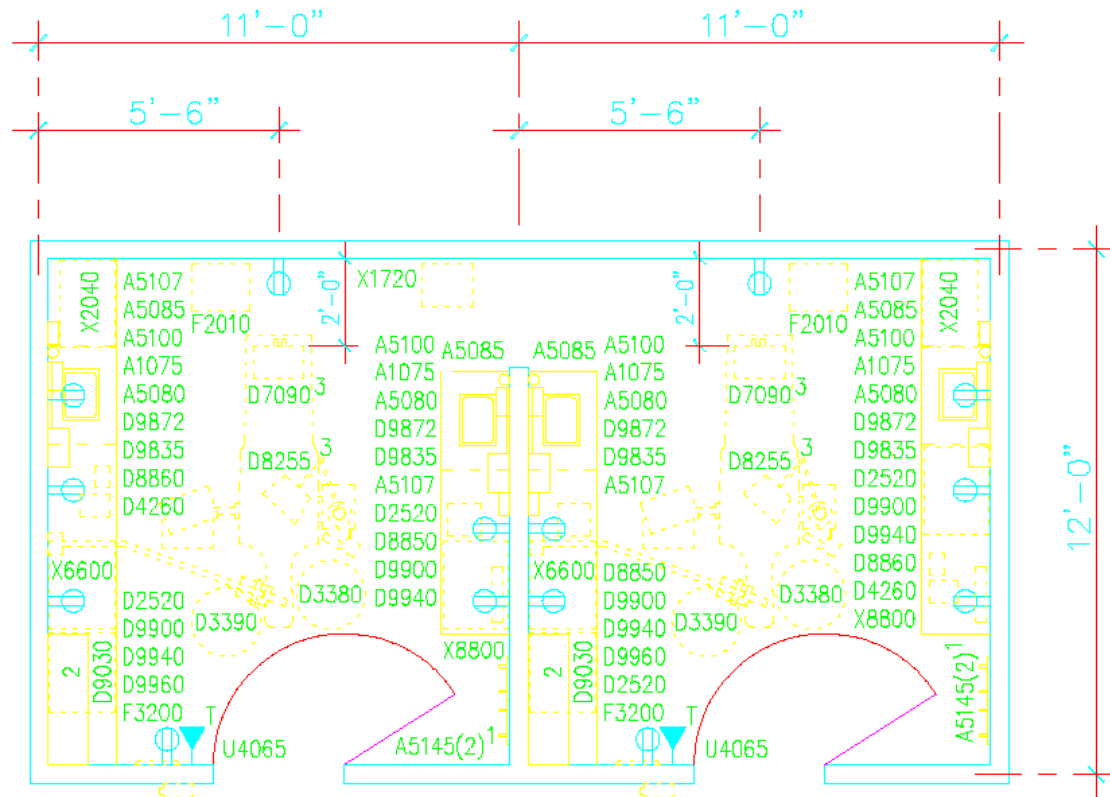 11'-0" 11'-0"
5'-6" 5'-6"
2'-0" 2'-0"
12'-0"
X2040
A5107
A5085
A5100
A1075
A5080
D9872
D9835
D8860
D4260
F2010
X1720
D7090 3
D8255 3
X6600
D2520
D9900
D9940
D9960
F3200
2
D9030
D3390
D3380
T
U4065
A5100
A1075
A5080
D9872
D9835
A5107
D2520
D8850
D9900
D9940
A5085
X8800
A5145(2) 1
A5085
A5100
A1075
A5080
D9872
D9835
A5107
X6600
D8850
D9900
D9940
D9960
D2520
F3200
2
D9030
T
U4065
F2010
D7090 3
D8255 3
D3390
D3380
A5107
A5085
A5100
A1075
A5080
D9872
D9835
D2520
D9900
D9940
D8860
D4260
X8800
X2040
A5145(2) 1